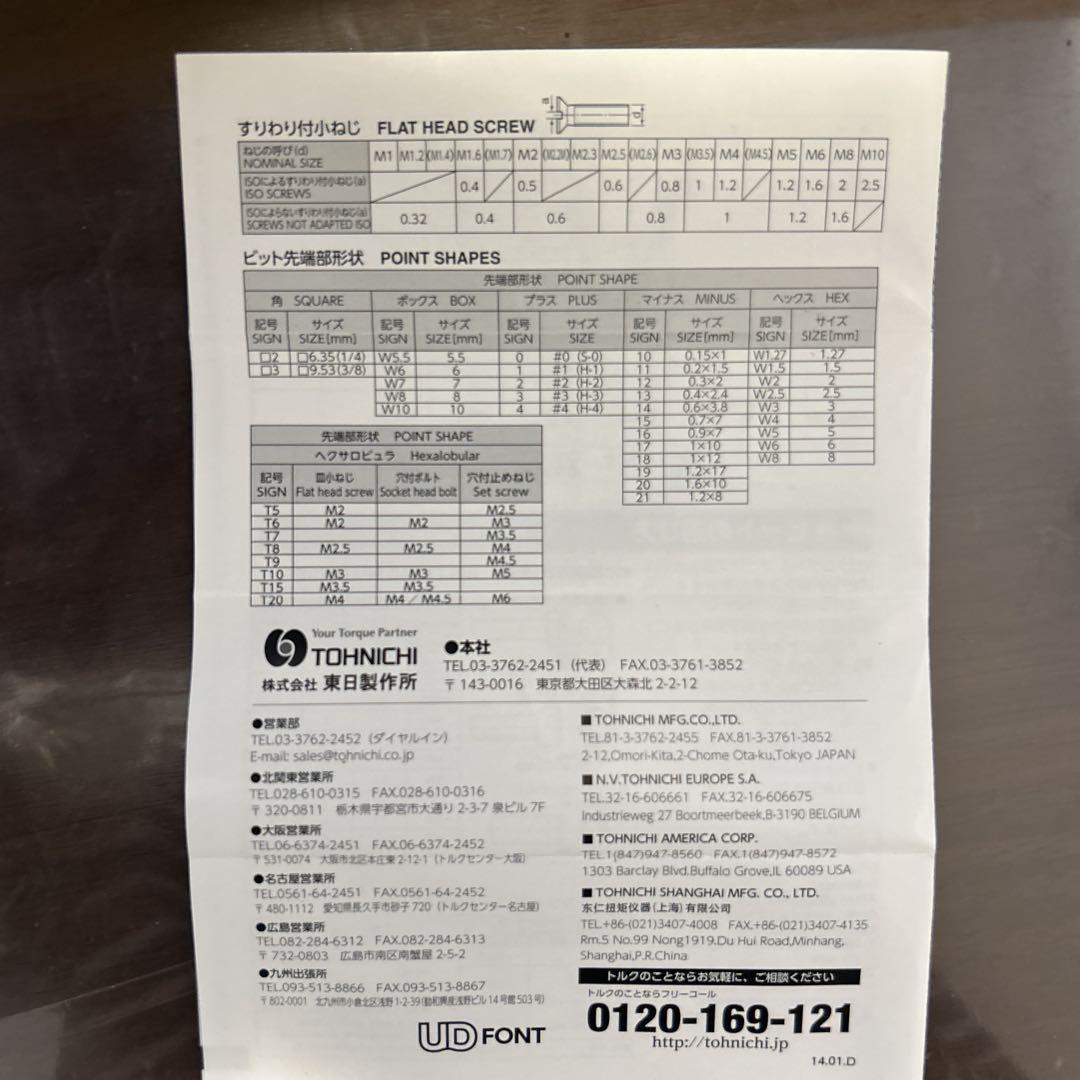 すりわり付小ねじ FLAT HEAD SCREW a d
ねじの呼び(d) NOMINAL SIZE M1 M1.2 (M1.4) M1.6 (M1.7) M2 (M2.2) M2.3 M2.5 (M2.6) M3 (M3.5) M4 (M4.5) M5 M6 M8 M10
ISOによるすりわり付小ねじ(a) ISO SCREWS 0.4 0.5 0.6 0.8 1 1.2 1.2 1.6 2 2.5
ISOによらないすりわり付小ねじ(a) SCREWS NOT ADAPTED ISO 0.32 0.4 0.6 0.8 1 1.2 1.6
ビット先端部形状 POINT SHAPES
先端部形状 POINT SHAPE
角 SQUARE ボックス BOX プラス PLUS マイナス MINUS ヘックス HEX
記号 サイズ 記号 サイズ 記号 サイズ 記号 サイズ 記号 サイズ
SIGN SIZE[mm] SIGN SIZE[mm] SIGN SIZE SIGN SIZE[mm] SIGN SIZE[mm]
□2 □6.35(1/4) W5.5 5.5 0 #0 (S-0) 10 0.15×1 W1.27 1.27
□3 □9.53(3/8) W6 6 1 #1 (H-1) 11 0.2×1.5 W1.5 1.5
W7 7 2 #2 (H-2) 12 0.3×2 W2 2
W8 8 3 #3 (H-3) 13 0.4×2.4 W2.5 2.5
W10 10 4 #4 (H-4) 14 0.6×3.8 W3 3
15 0.7×7 W4 4
16 0.9×7 W5 5
17 1×10 W6 6
18 1×12 W8 8
19 1.2×17
20 1.6×10
21 1.2×8
先端部形状 POINT SHAPE
ヘクサロビュラ Hexalobular
記号 皿小ねじ 穴付ボルト 穴付止めねじ
SIGN Flat head screw Socket head bolt Set screw
T5 M2 M2.5
T6 M2 M2 M3
T7 M3.5
T8 M2.5 M2.5 M4
T9 M4.5
T10 M3 M3 M5
T15 M3.5 M3.5
T20 M4 M4／M4.5 M6
Your Torque Partner
TOHNICHI
株式会社 東日製作所
●本社
TEL.03-3762-2451（代表） FAX.03-3761-3852
〒143-0016 東京都大田区大森北 2-2-12
●営業部
TEL.03-3762-2452（ダイヤルイン）
E-mail: sales@tohnichi.co.jp
●北関東営業所
TEL.028-610-0315 FAX.028-610-0316
〒320-0811 栃木県宇都宮市大通り 2-3-7 泉ビル 7F
●大阪営業所
TEL.06-6374-2451 FAX.06-6374-2452
〒531-0074 大阪市北区本庄東 2-12-1（トルクセンター大阪）
●名古屋営業所
TEL.0561-64-2451 FAX.0561-64-2452
〒480-1112 愛知県長久手市砂子 720（トルクセンター名古屋）
●広島営業所
TEL.082-284-6312 FAX.082-284-6313
〒732-0803 広島市南区南蟹屋 2-5-2
●九州出張所
TEL.093-513-8866 FAX.093-513-8867
〒802-0001 北九州市小倉北区浅野 1-2-39（勧和興産浅野ビル 14 号館 503 号）
■ TOHNICHI MFG.CO.,LTD.
TEL.81-3-3762-2455 FAX.81-3-3761-3852
2-12,Omori-Kita,2-Chome Ota-ku,Tokyo JAPAN
■ N.V.TOHNICHI EUROPE S.A.
TEL.32-16-606661 FAX.32-16-606675
Industrieweg 27 Boortmeerbeek,B-3190 BELGIUM
■ TOHNICHI AMERICA CORP.
TEL.1(847)947-8560 FAX.1(847)947-8572
1303 Barclay Blvd.Buffalo Grove,IL 60089 USA
■ TOHNICHI SHANGHAI MFG. CO., LTD.
东仁扭矩仪器(上海)有限公司
TEL.+86-(021)3407-4008 FAX.+86-(021)3407-4135
Rm.5 No.99 Nong1919.Du Hui Road,Minhang,
Shanghai,P.R.China
トルクのことならお気軽に、ご相談ください
トルクのことならフリーコール
0120-169-121
http://tohnichi.jp
UD FONT
14.01.D